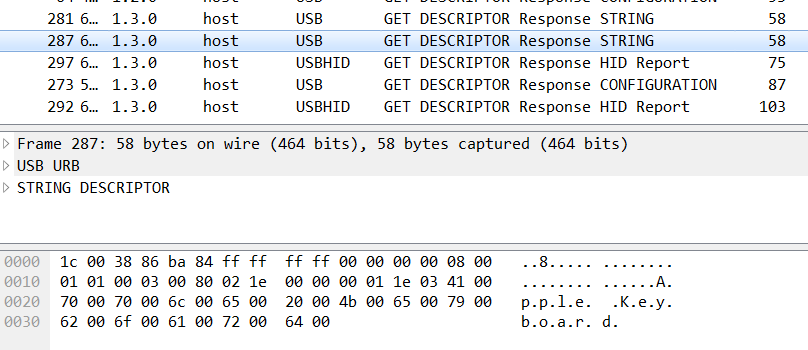 281 6… 1.3.0 host USB GET DESCRIPTOR Response STRING 58
287 6… 1.3.0 host USB GET DESCRIPTOR Response STRING 58
297 6… 1.3.0 host USBHID GET DESCRIPTOR Response HID Report 75
273 5… 1.3.0 host USB GET DESCRIPTOR Response CONFIGURATION 87
292 6… 1.3.0 host USBHID GET DESCRIPTOR Response HID Report 103
Frame 287: 58 bytes on wire (464 bits), 58 bytes captured (464 bits)
USB URB
STRING DESCRIPTOR
0000 1c 00 38 86 ba 84 ff ff ff ff 00 00 00 00 08 00 ..8..... ........
0010 01 01 00 03 00 80 02 1e 00 00 00 01 1e 03 41 00 ........ ......A.
0020 70 00 70 00 6c 00 65 00 20 00 4b 00 65 00 79 00 p.p.l.e. .K.e.y.
0030 62 00 6f 00 61 00 72 00 64 00 b.o.a.r. d.